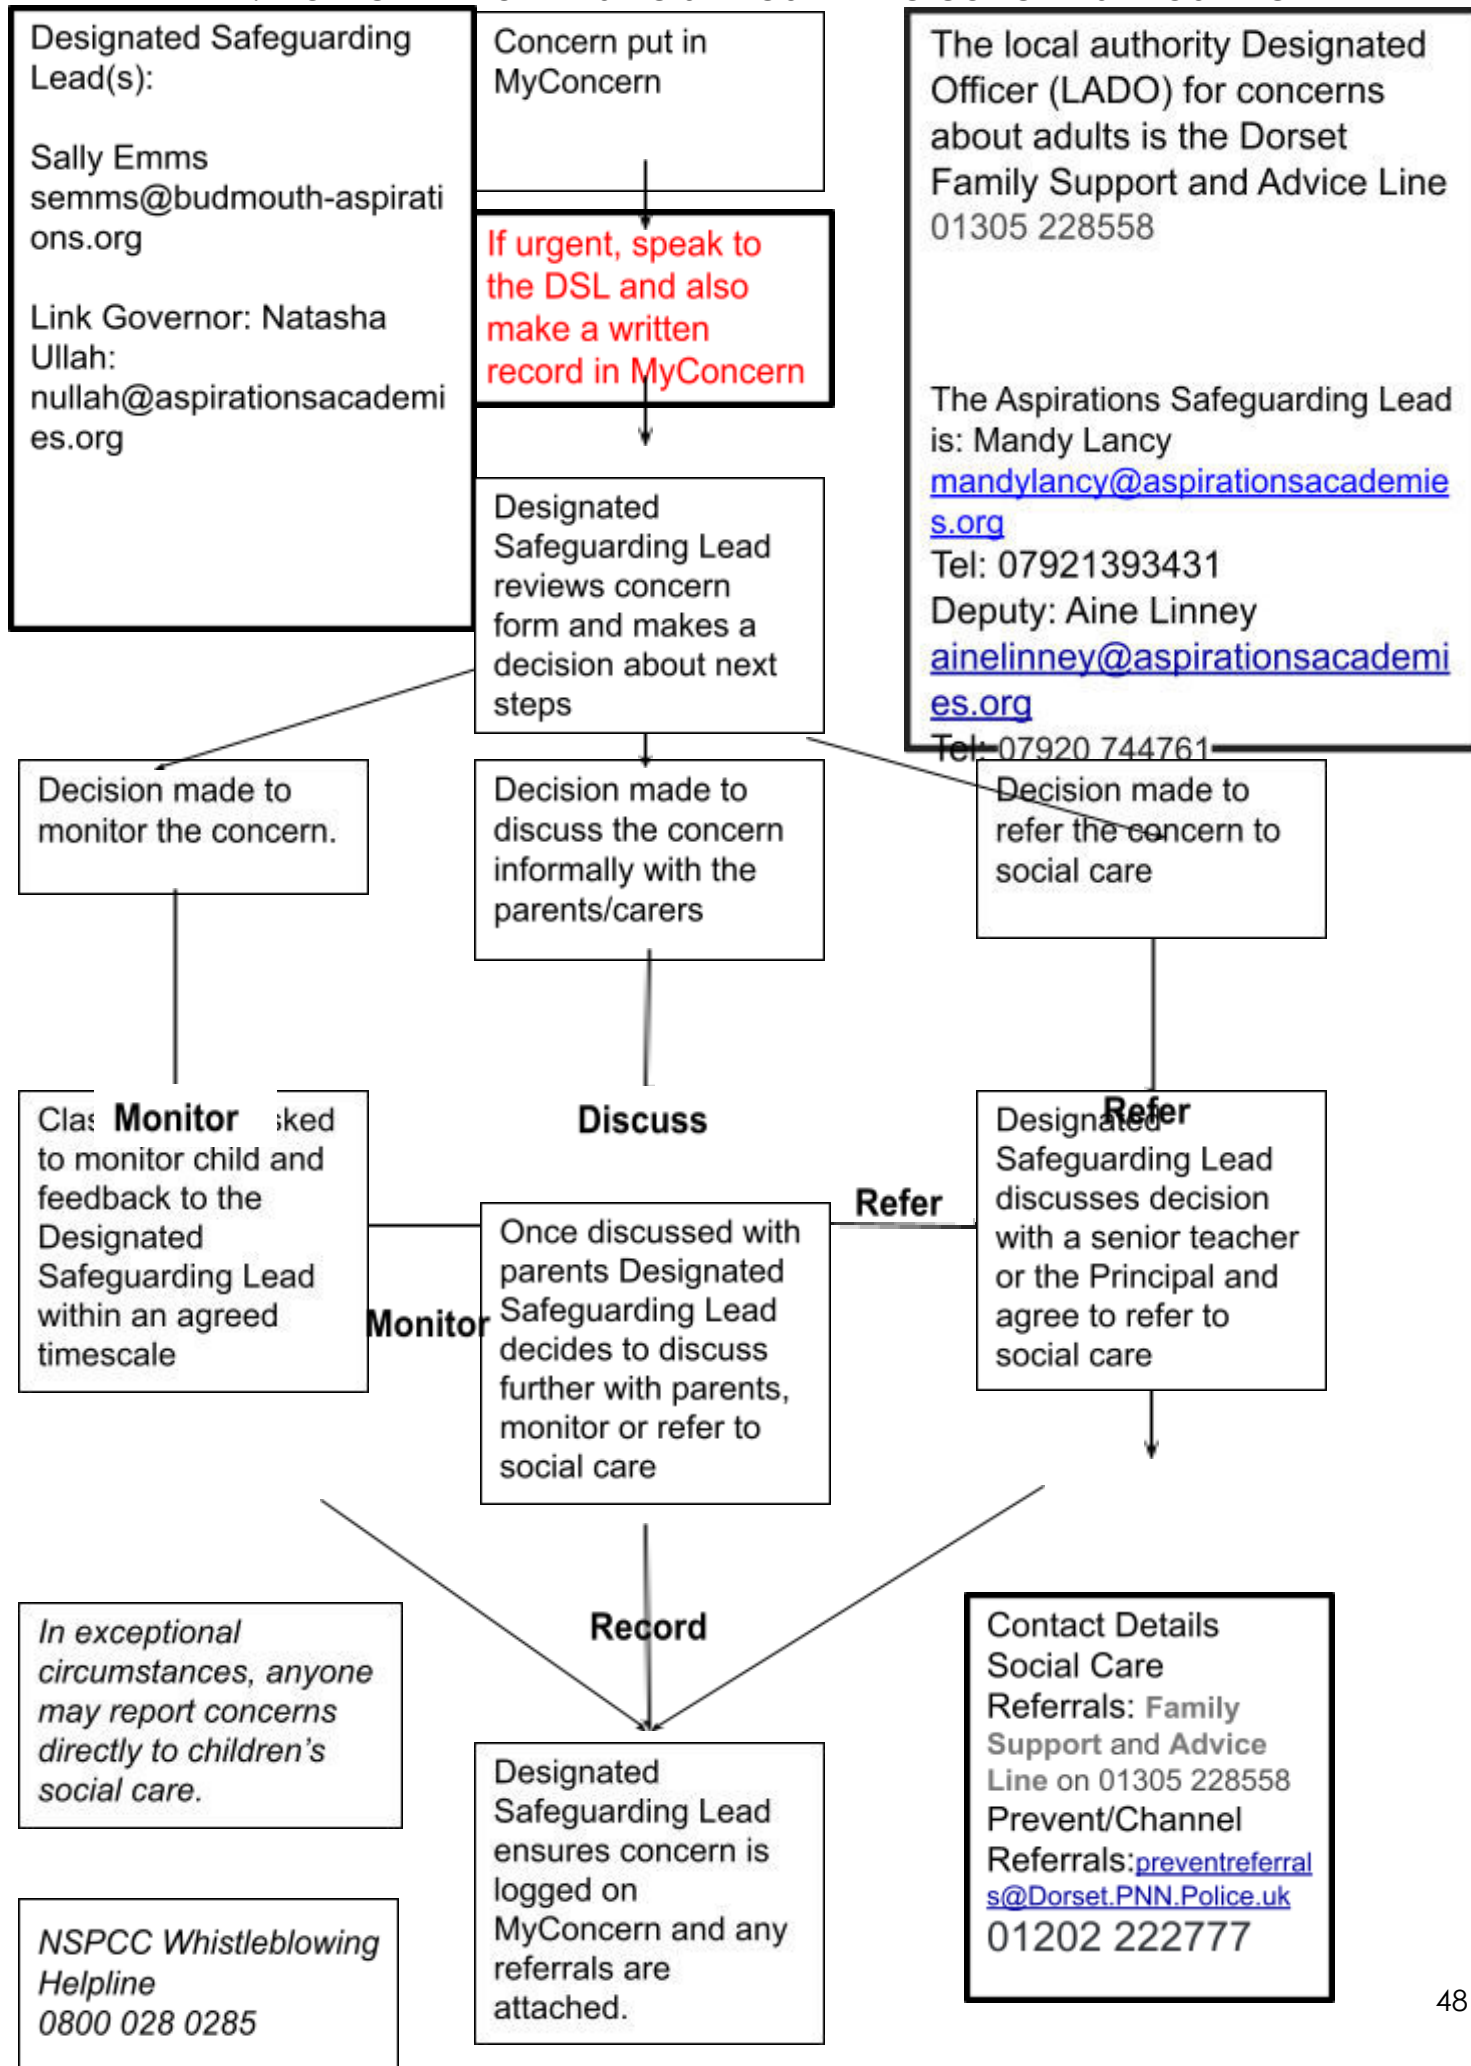 Designated Safeguarding
Lead(s):
Sally Emms
semms@budmouth-aspirati
ons.org
Link Governor: Natasha
Ullah:
nullah@aspirationsacademi
es.org
Concern put in
MyConcern
If urgent, speak to
the DSL and also
make a written
record in MyConcern
The local authority Designated
Officer (LADO) for concerns
about adults is the Dorset
Family Support and Advice Line
01305 228558
The Aspirations Safeguarding Lead
is: Mandy Lancy
mandylancy@aspirationsacademie
s.org
Tel: 07921393431
Deputy: Aine Linney
ainelinney@aspirationsacademi
es.org
Tel: 07920 744761
Designated
Safeguarding Lead
reviews concern
form and makes a
decision about next
steps
Decision made to
monitor the concern.
Decision made to
discuss the concern
informally with the
parents/carers
Decision made to
refer the concern to
social care
Monitor
to monitor child and
feedback to the
Designated
Safeguarding Lead
within an agreed
timescale
Discuss
Monitor
Once discussed with
parents Designated
Safeguarding Lead
decides to discuss
further with parents,
monitor or refer to
social care
Refer
Refer
Designated
Safeguarding Lead
discusses decision
with a senior teacher
or the Principal and
agree to refer to
social care
Record
In exceptional
circumstances, anyone
may report concerns
directly to children's
social care.
NSPCC Whistleblowing
Helpline
0800 028 0285
Designated
Safeguarding Lead
ensures concern is
logged on
MyConcern and any
referrals are
attached.
Contact Details
Social Care
Referrals: Family
Support and Advice
Line on 01305 228558
Prevent/Channel
Referrals:preventreferral
s@Dorset.PNN.Police.uk
01202 222777
48